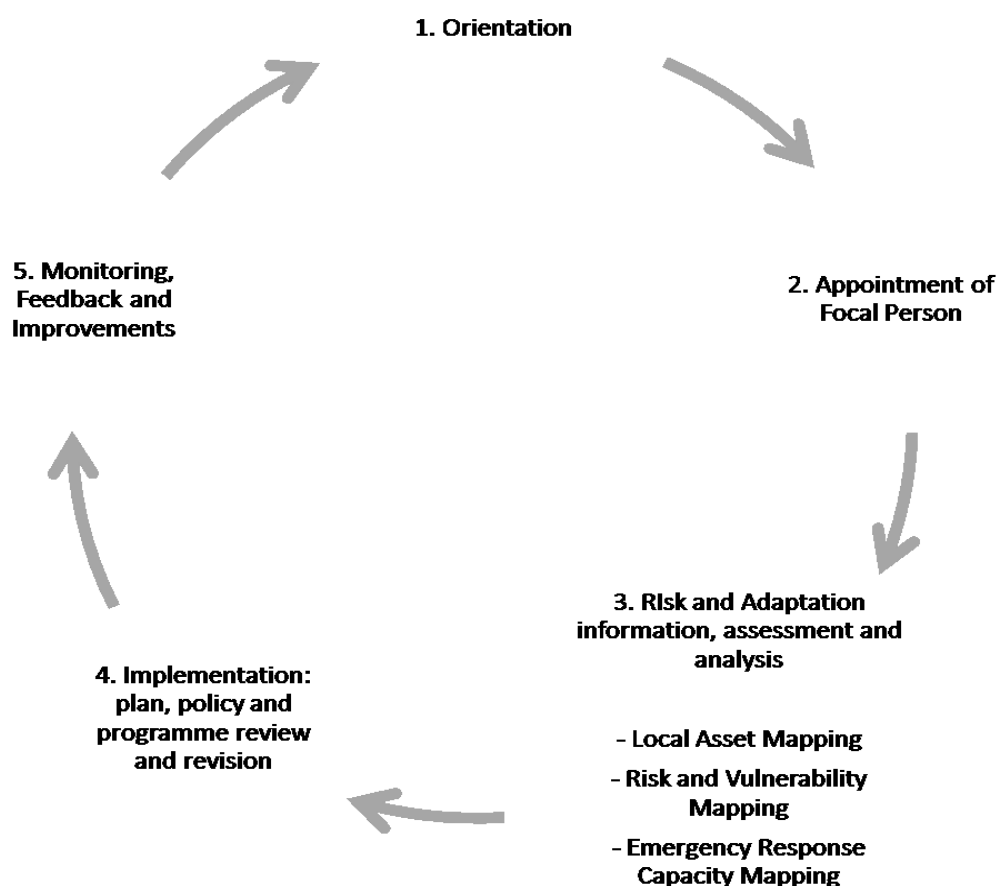 1. Orientation
2. Appointment of
Focal Person
3. RIsk and Adaptation
information, assessment and
analysis
- Local Asset Mapping
- Risk and Vulnerability
Mapping
- Emergency Response
Capacity Mapping
4. Implementation:
plan, policy and
programme review
and revision
5. Monitoring,
Feedback and
Improvements